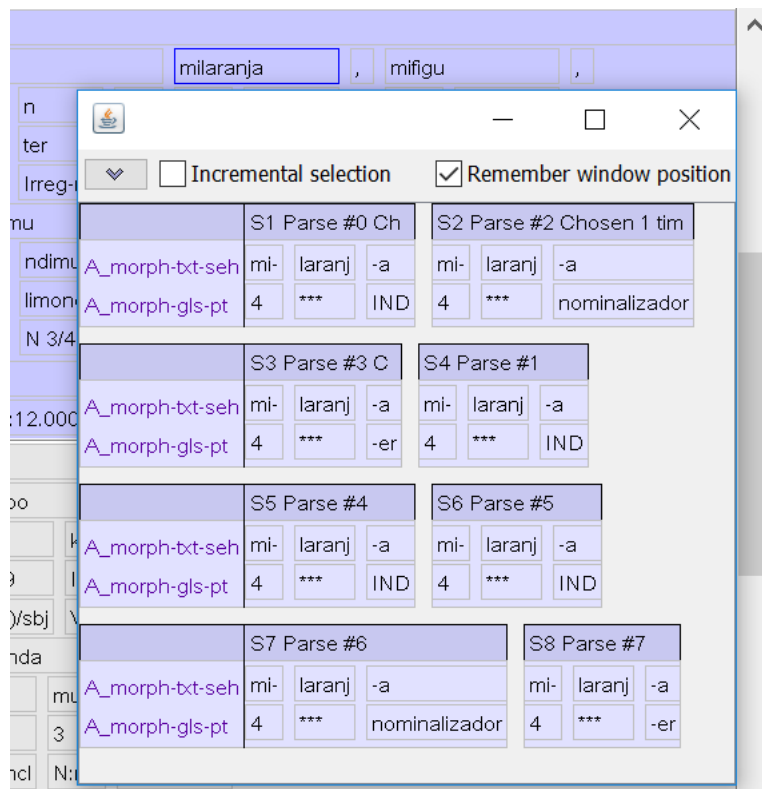 milaranja , mifigu ,
n
ter
Irreg-
mu
ndimu
limon
N 3/4
:12.000
oo
)/sbj
nda
mu
3
ncl N:
Incremental selection Remember window position
S1 Parse #0 Ch S2 Parse #2 Chosen 1 tim
A_morph-txt-seh mi- laranj -a mi- laranj -a
A_morph-gls-pt 4 *** IND 4 *** nominalizador
S3 Parse #3 C S4 Parse #1
A_morph-txt-seh mi- laranj -a mi- laranj -a
A_morph-gls-pt 4 *** -er 4 *** IND
S5 Parse #4 S6 Parse #5
A_morph-txt-seh mi- laranj -a mi- laranj -a
A_morph-gls-pt 4 *** IND 4 *** IND
S7 Parse #6 S8 Parse #7
A_morph-txt-seh mi- laranj -a mi- laranj -a
A_morph-gls-pt 4 *** nominalizador 4 *** -er